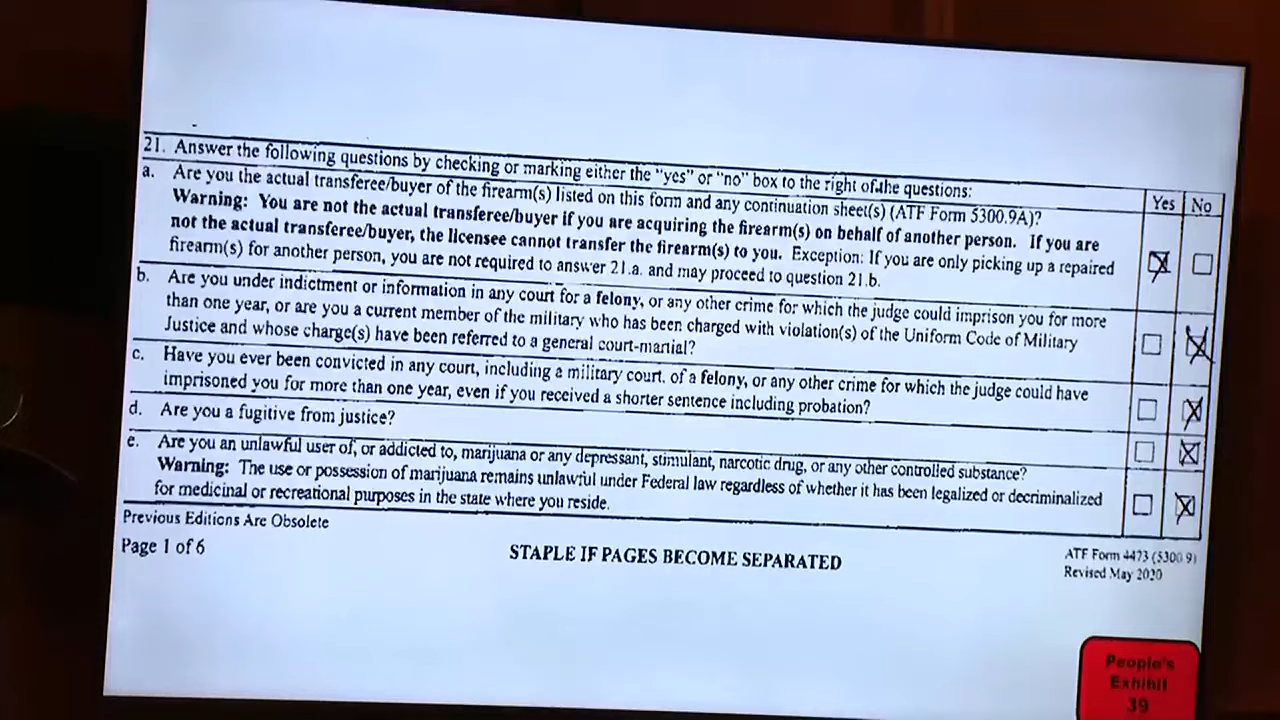 21. Answer the following questions by checking or marking either the "yes" or "no" box to the right of the questions:
Yes No
a. Are you the actual transferee/buyer of the firearm(s) listed on this form and any continuation sheet(s) (ATF Form 5300.9A)?
Warning: You are not the actual transferee/buyer if you are acquiring the firearm(s) on behalf of another person. If you are
not the actual transferee/buyer, the licensee cannot transfer the firearm(s) to you. Exception: If you are only picking up a repaired
firearm(s) for another person, you are not required to answer 21.a. and may proceed to question 21.b.
b. Are you under indictment or information in any court for a felony, or any other crime for which the judge could imprison you for more
than one year, or are you a current member of the military who has been charged with violation(s) of the Uniform Code of Military
Justice and whose charge(s) have been referred to a general court-martial?
c. Have you ever been convicted in any court, including a military court, of a felony, or any other crime for which the judge could have
imprisoned you for more than one year, even if you received a shorter sentence including probation?
d. Are you a fugitive from justice?
e. Are you an unlawful user of, or addicted to, marijuana or any depressant, stimulant, narcotic drug, or any other controlled substance?
Warning: The use or possession of marijuana remains unlawful under Federal law regardless of whether it has been legalized or decriminalized
for medicinal or recreational purposes in the state where you reside.
Previous Editions Are Obsolete
Page 1 of 6
STAPLE IF PAGES BECOME SEPARATED
ATF Form 4473 (5300.9)
Revised May 2020
People's
Exhibit
39